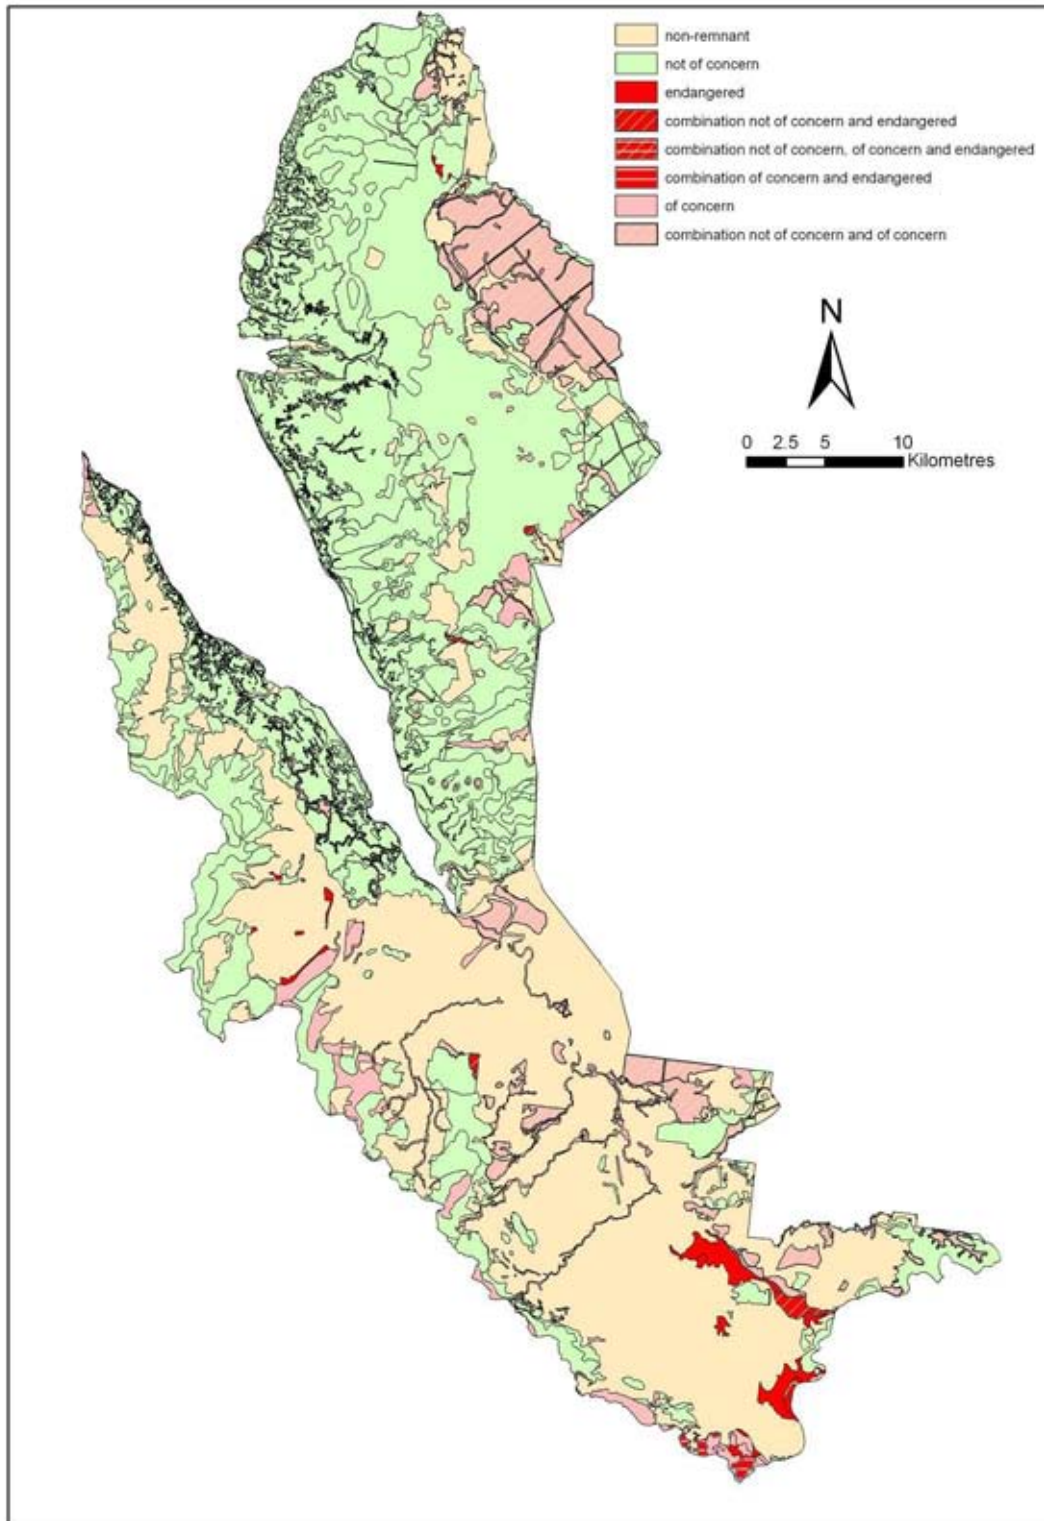 non-remnant
not of concern
endangered
combination not of concern and endangered
combination not of concern, of concern and endangered
combination of concern and endangered
of concern
combination not of concern and of concern
N
0 2.5 5 10
Kilometres